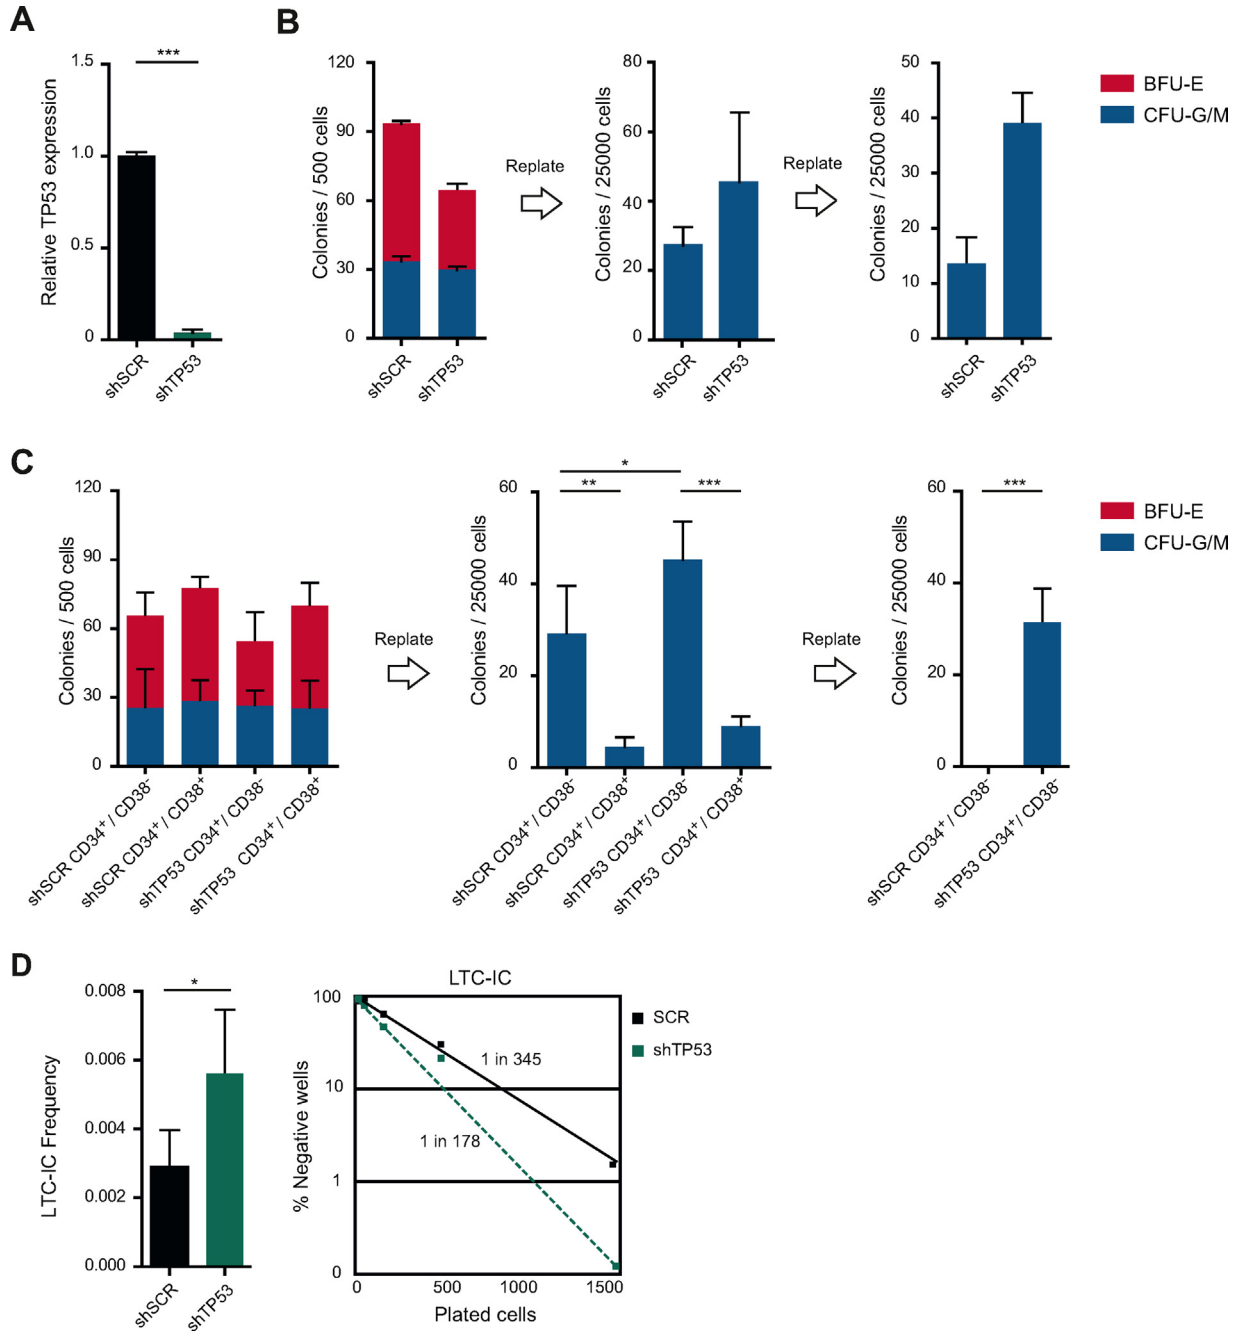 A
***
Relative TP53 expression
1.5
1.0
0.5
0
shSCR
shTP53
B
Colonies / 500 cells
120
90
60
30
0
shSCR
shTP53
Replate
Colonies / 25000 cells
80
60
40
20
0
shSCR
shTP53
Replate
Colonies / 25000 cells
50
40
30
20
10
0
shSCR
shTP53
BFU-E
CFU-G/M
C
Colonies / 500 cells
120
90
60
30
0
shSCR CD34⁺/ CD38⁻
shSCR CD34⁺/ CD38⁺
shTP53 CD34⁺/ CD38⁻
shTP53 CD34⁺/ CD38⁺
Replate
Colonies / 25000 cells
60
40
20
0
*
**
***
shSCR CD34⁺/ CD38⁻
shSCR CD34⁺/ CD38⁺
shTP53 CD34⁺/ CD38⁻
shTP53 CD34⁺/ CD38⁺
Replate
Colonies / 25000 cells
60
40
20
0
***
shSCR CD34⁺/ CD38⁻
shTP53 CD34⁺/ CD38⁻
BFU-E
CFU-G/M
D
LTC-IC Frequency
0.008
0.006
0.004
0.002
0.000
*
shSCR
shTP53
LTC-IC
% Negative wells
100
10
1
0
1 in 345
1 in 178
0
500
1000
1500
Plated cells
SCR
shTP53